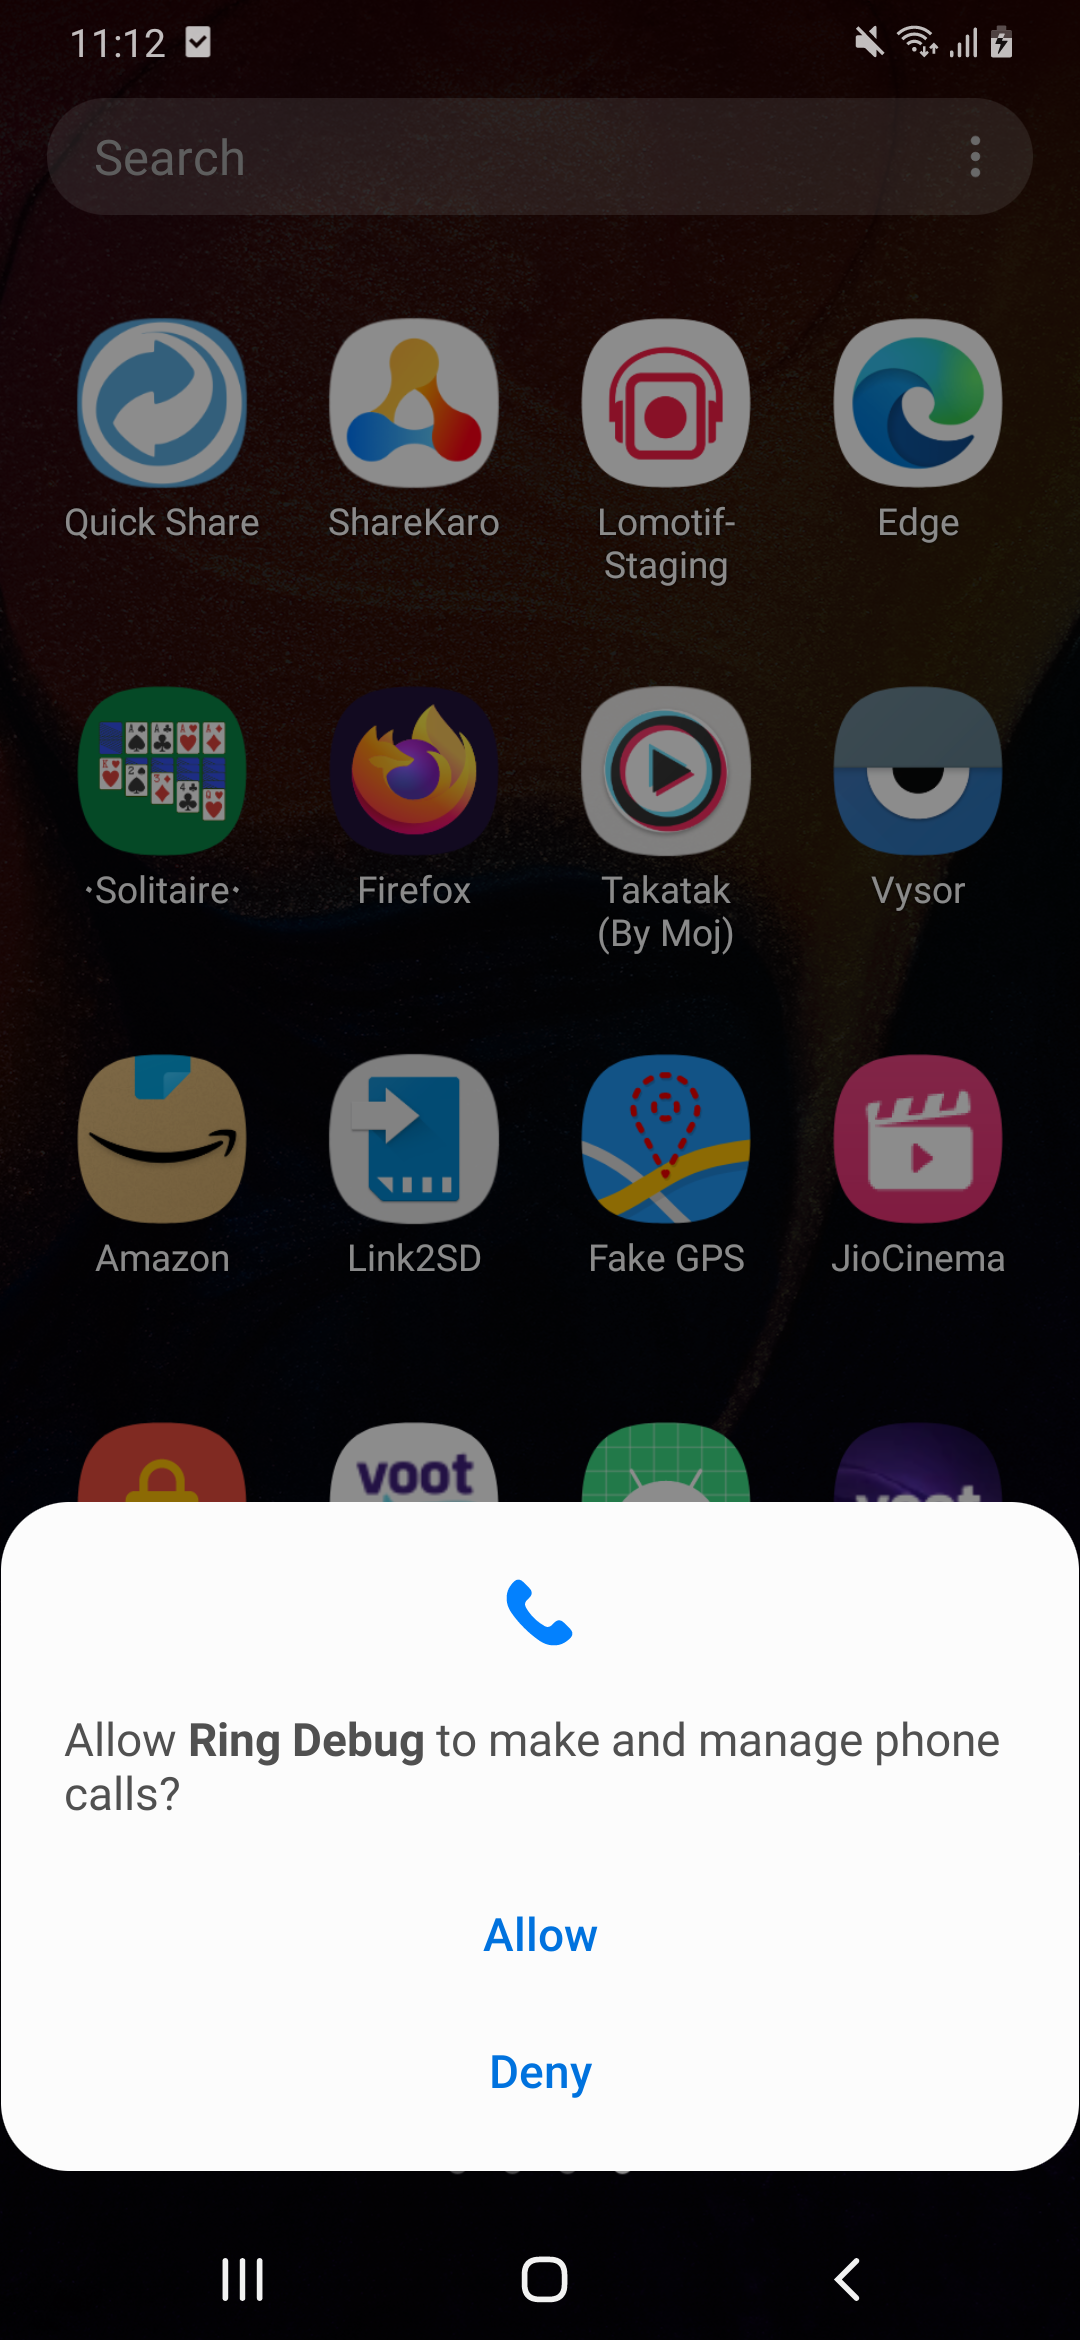 11:12
Search
Quick Share
ShareKaro
Lomotif-
Staging
Edge
·Solitaire·
Firefox
Takatak
(By Moj)
Vysor
Amazon
Link2SD
Fake GPS
JioCinema
voot
voot
Allow Ring Debug to make and manage phone
calls?
Allow
Deny